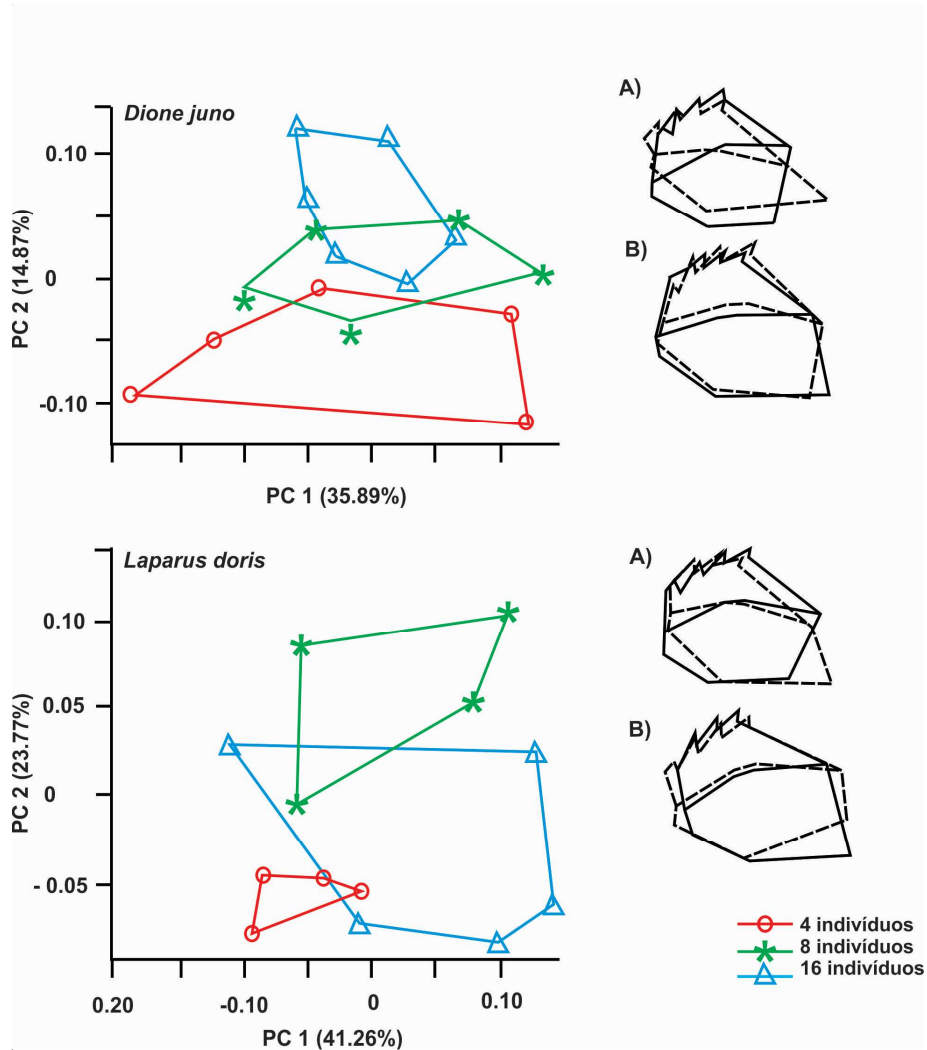 Dione juno
A)
B)
0.10
0
-0.10
PC 2 (14.87%)
PC 1 (35.89%)
Laparus doris
A)
B)
0.10
0.05
0
- 0.05
PC 2 (23.77%)
0.20
-0.10
0
0.10
PC 1 (41.26%)
4 indivíduos
8 indivíduos
16 indivíduos